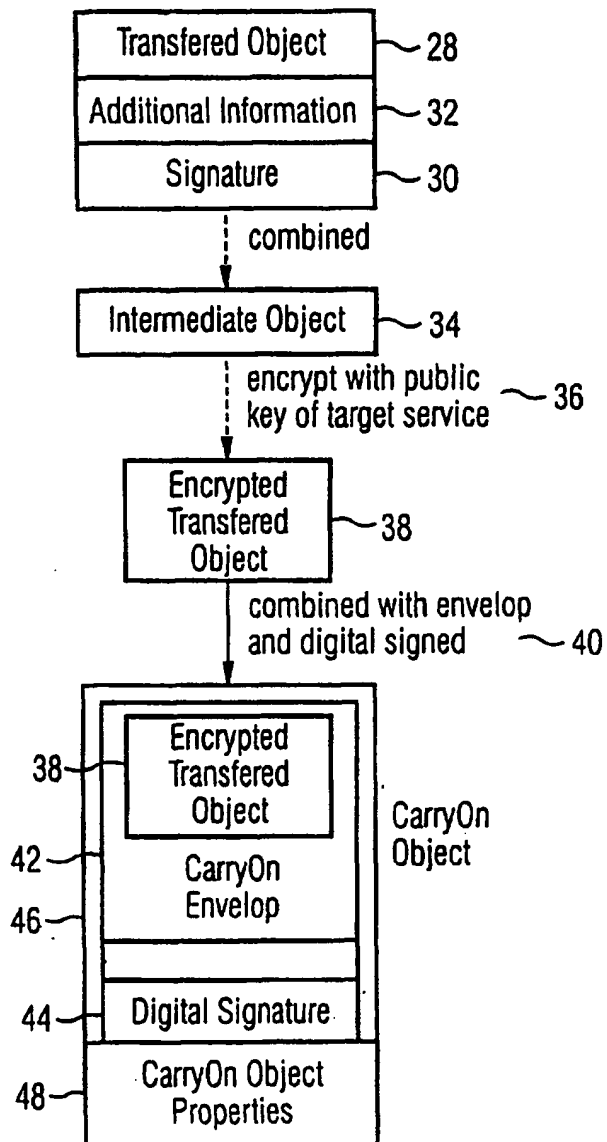 Transfered Object 28
Additional Information 32
Signature 30
combined
Intermediate Object 34
encrypt with public
key of target service 36
Encrypted
Transfered
Object 38
combined with envelop
and digital signed 40
Encrypted
38 Transfered
Object
CarryOn
Object
42 CarryOn
Envelop
46
44 Digital Signature
CarryOn Object
48 Properties